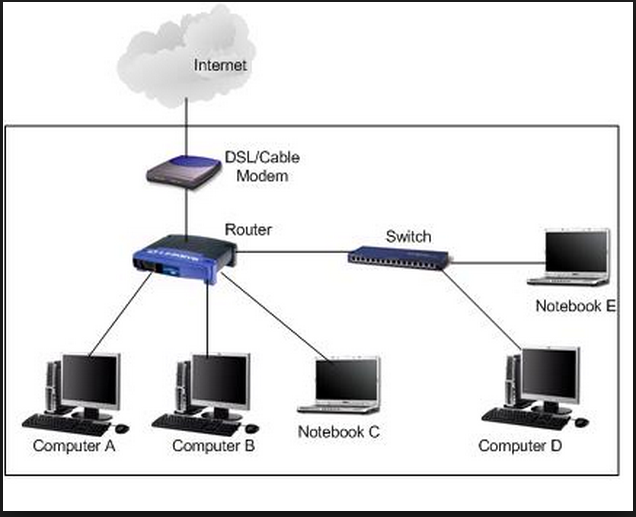 Internet
DSL/Cable
Modem
Router
Switch
Notebook E
Computer A
Computer B
Notebook C
Computer D